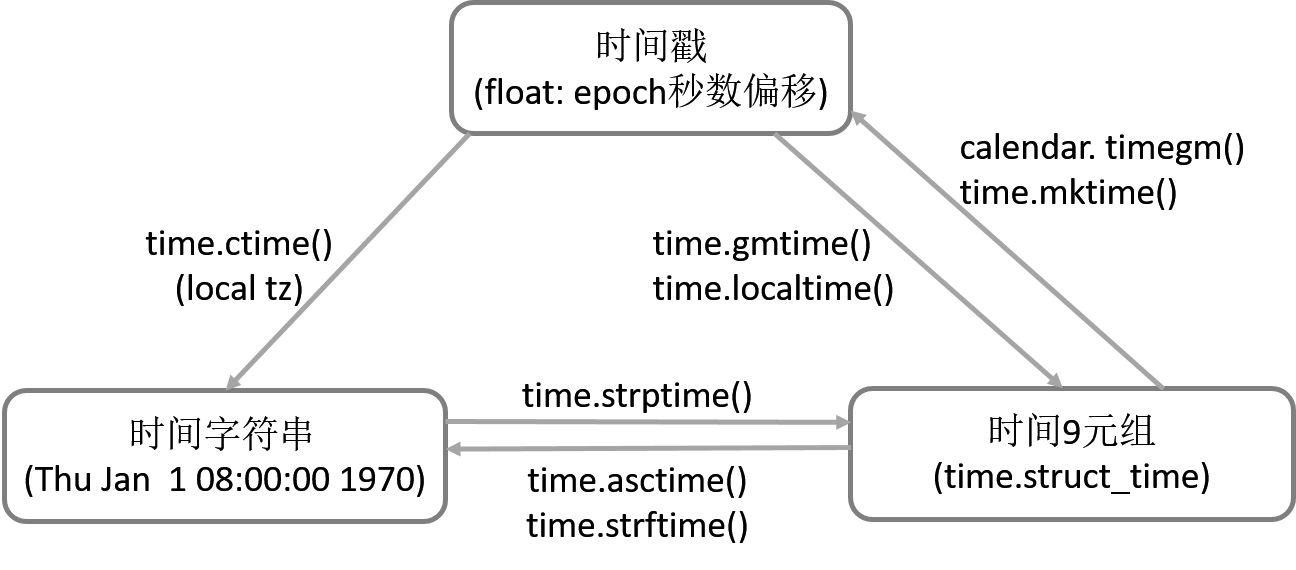 时间戳
(float: epoch秒数偏移)
calendar. timegm()
time.mktime()
time.ctime()
(local tz)
time.gmtime()
time.localtime()
time.strptime()
时间字符串
(Thu Jan  1 08:00:00 1970)
时间9元组
(time.struct_time)
time.asctime()
time.strftime()